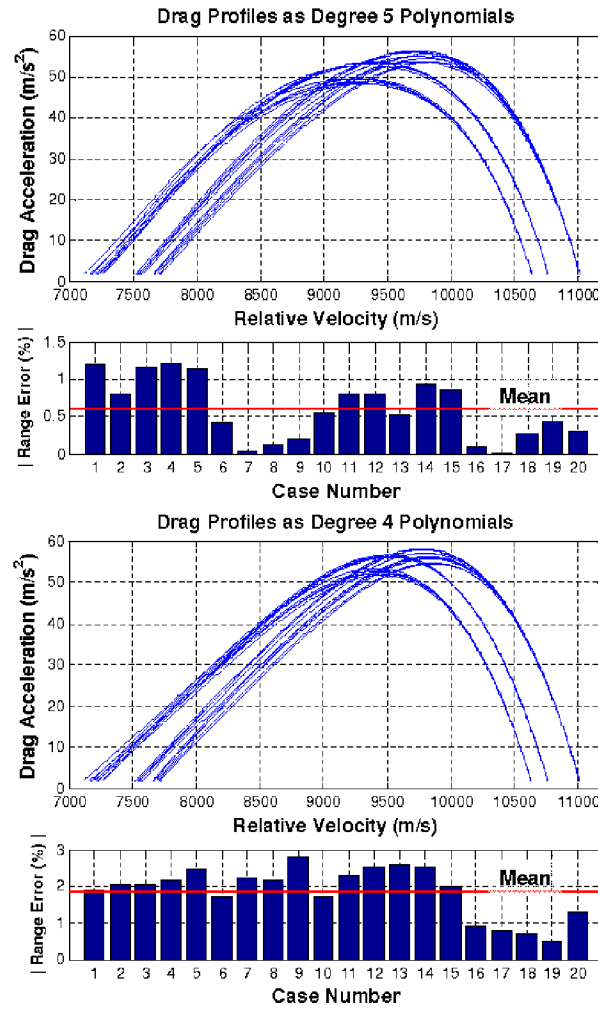 Drag Profiles as Degree 5 Polynomials
Drag Acceleration (m/s²)
60
50
40
30
20
10
0
7000 7500 8000 8500 9000 9500 10000 10500 11000
Relative Velocity (m/s)
| Range Error (%) |
1.5
1
0.5
0
Mean
1 2 3 4 5 6 7 8 9 10 11 12 13 14 15 16 17 18 19 20
Case Number
Drag Profiles as Degree 4 Polynomials
Drag Acceleration (m/s²)
60
50
40
30
20
10
0
7000 7500 8000 8500 9000 9500 10000 10500 11000
Relative Velocity (m/s)
| Range Error (%) |
3
2
1
0
Mean
1 2 3 4 5 6 7 8 9 10 11 12 13 14 15 16 17 18 19 20
Case Number